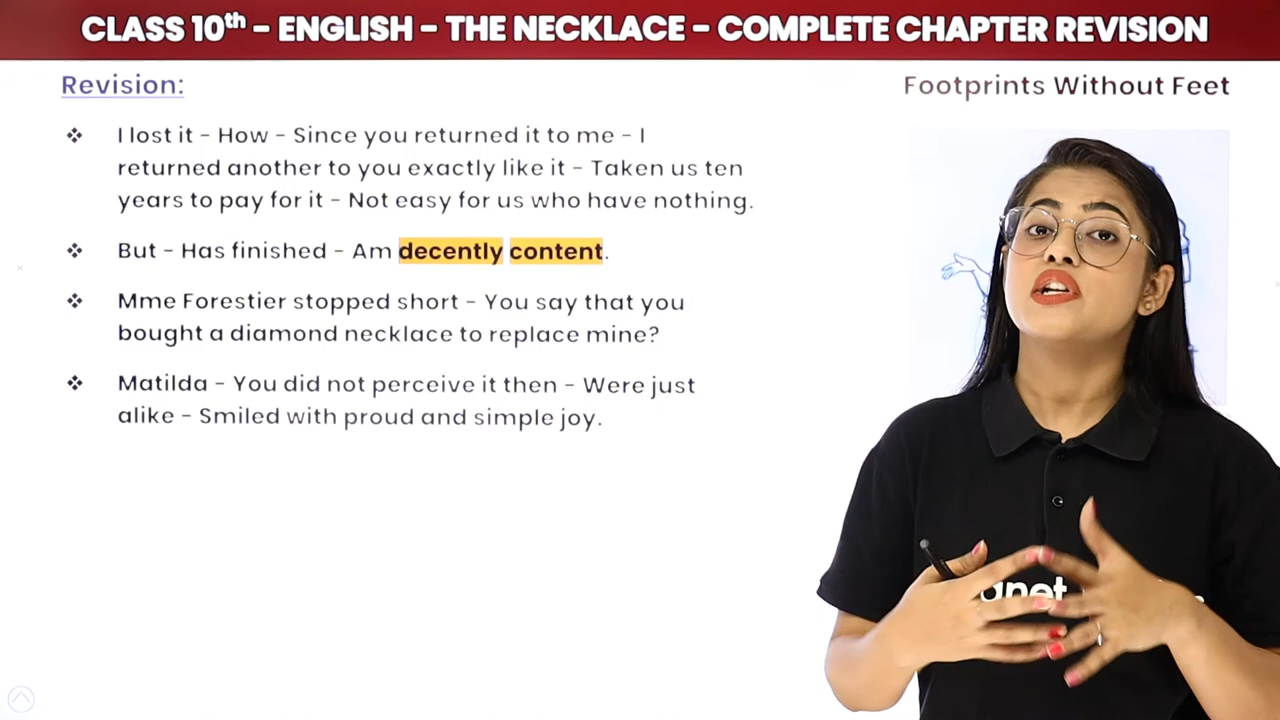 CLASS 10th - ENGLISH - THE NECKLACE - COMPLETE CHAPTER REVISION
Revision:
Footprints Without Feet
❖ I lost it - How - Since you returned it to me - I
returned another to you exactly like it - Taken us ten
years to pay for it - Not easy for us who have nothing.
❖ But - Has finished - Am decently content.
❖ Mme Forestier stopped short - You say that you
bought a diamond necklace to replace mine?
❖ Matilda - You did not perceive it then - Were just
alike - Smiled with proud and simple joy.